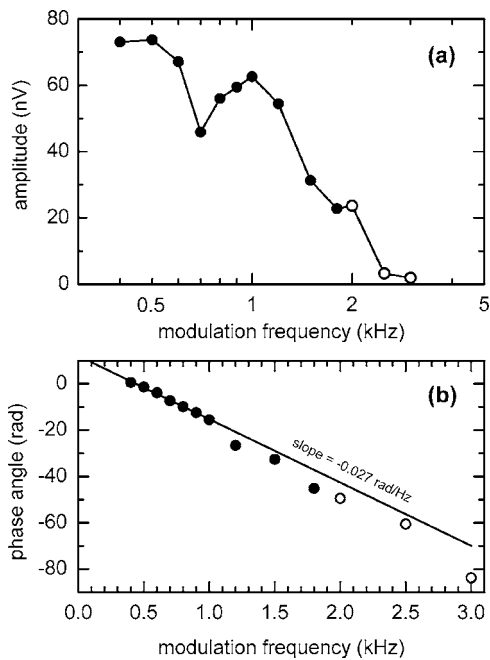 80
(a)
60
amplitude (nV)
40
20
0
0.5 1 2 5
modulation frequency (kHz)
0
(b)
-20
phase angle (rad)
slope = -0.027 rad/Hz
-40
-60
-80
0.0 0.5 1.0 1.5 2.0 2.5 3.0
modulation frequency (kHz)